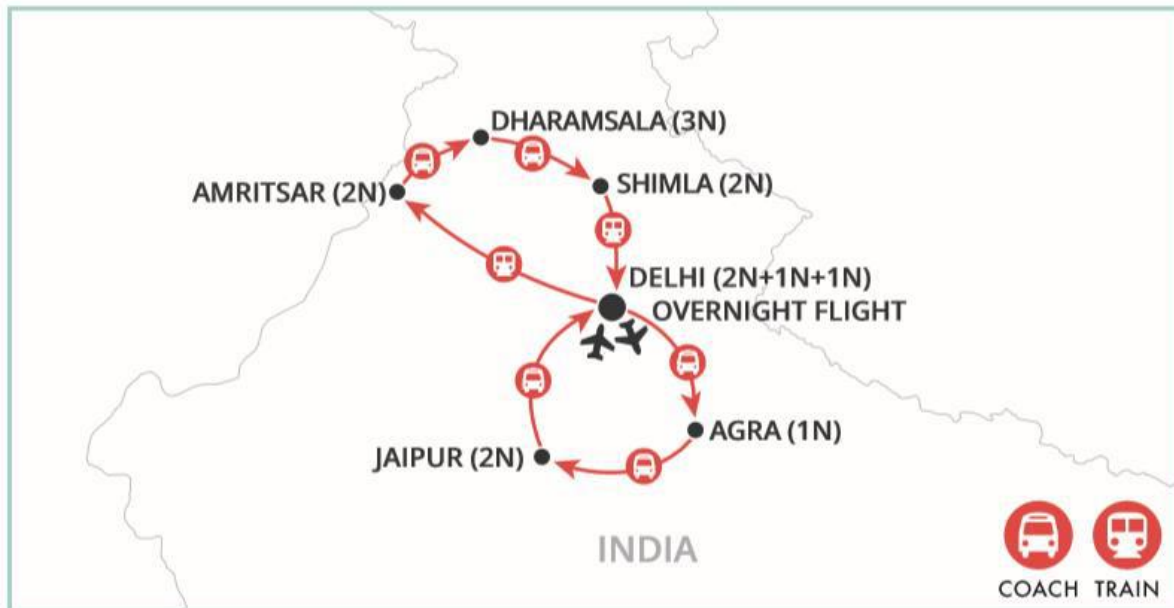 DHARAMSALA (3N)
AMRITSAR (2N)
SHIMLA (2N)
DELHI (2N+1N+1N)
OVERNIGHT FLIGHT
AGRA (1N)
JAIPUR (2N)
INDIA
COACH TRAIN